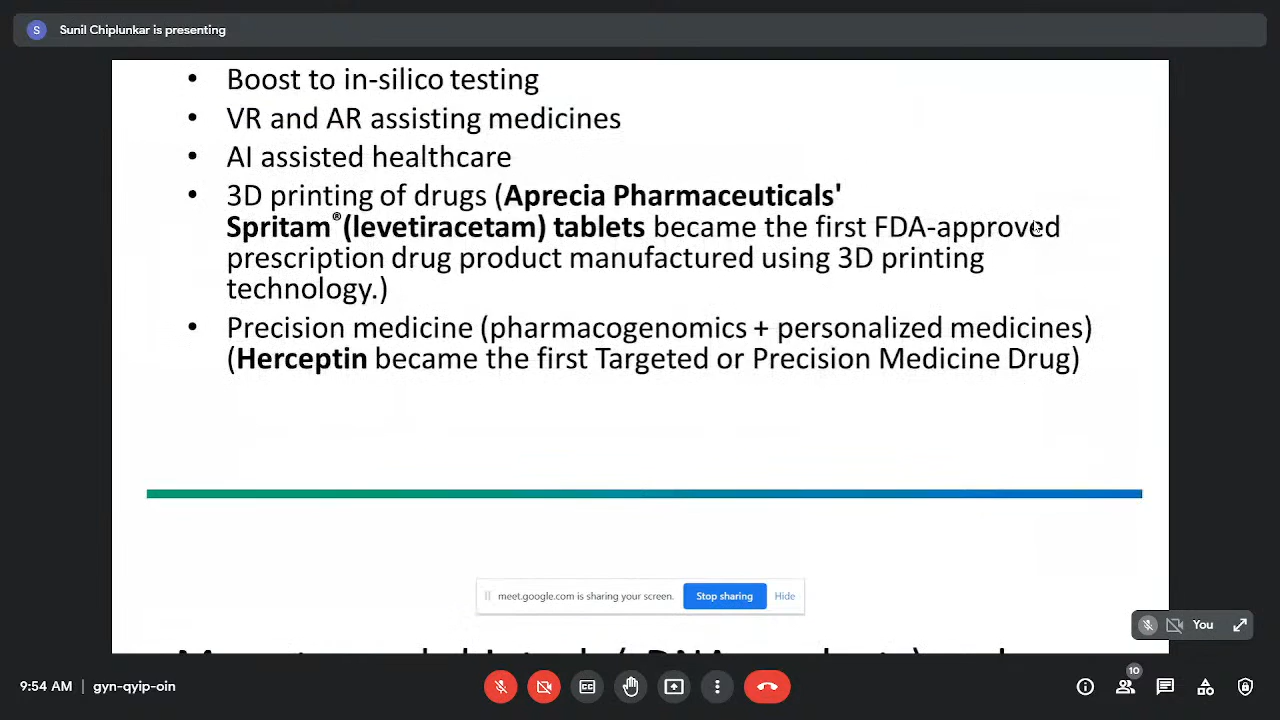 S Sunil Chiplunkar is presenting
• Boost to in-silico testing
• VR and AR assisting medicines
• AI assisted healthcare
• 3D printing of drugs (Aprecia Pharmaceuticals'
Spritam®(levetiracetam) tablets became the first FDA-approved
prescription drug product manufactured using 3D printing
technology.)
• Precision medicine (pharmacogenomics + personalized medicines)
(Herceptin became the first Targeted or Precision Medicine Drug)
meet.google.com is sharing your screen. Stop sharing Hide
You
9:54 AM | gyn-qyip-oin
10